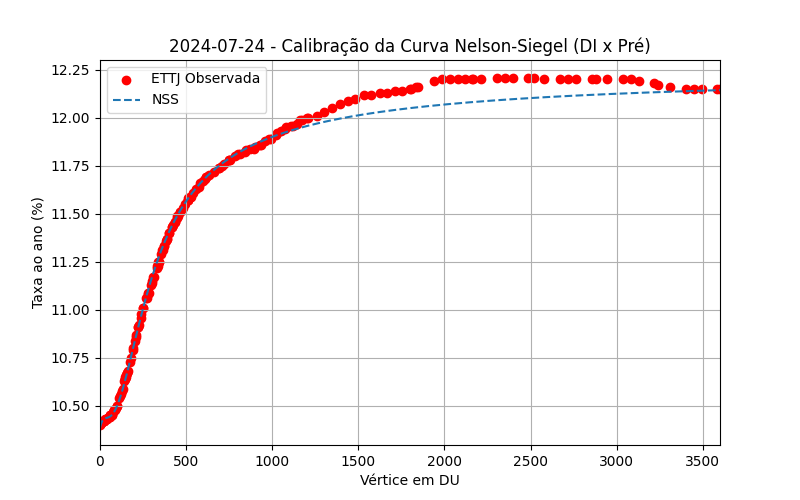 2024-07-24 - Calibração da Curva Nelson-Siegel (DI x Pré)
ETTJ Observada
NSS
Taxa ao ano (%)
12.25
12.00
11.75
11.50
11.25
11.00
10.75
10.50
0 500 1000 1500 2000 2500 3000 3500
Vértice em DU